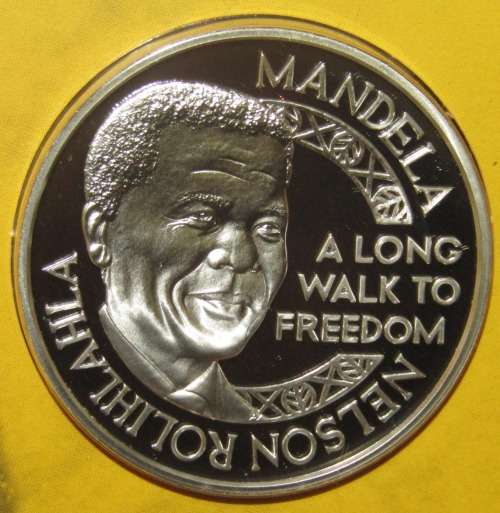 NELSON ROLIHLAHLA MANDELA
A LONG
WALK TO
FREEDOM